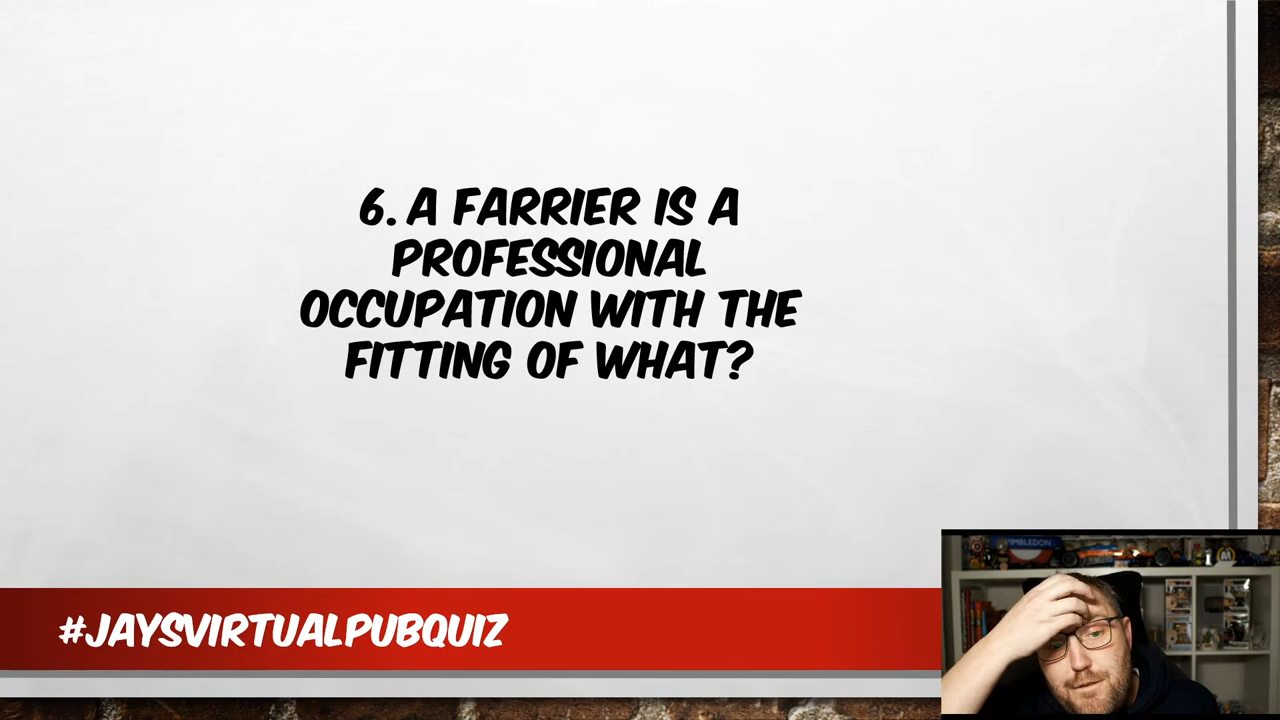 6. A FARRIER IS A
PROFESSIONAL
OCCUPATION WITH THE
FITTING OF WHAT?
#JAYSVIRTUALPUBQUIZ